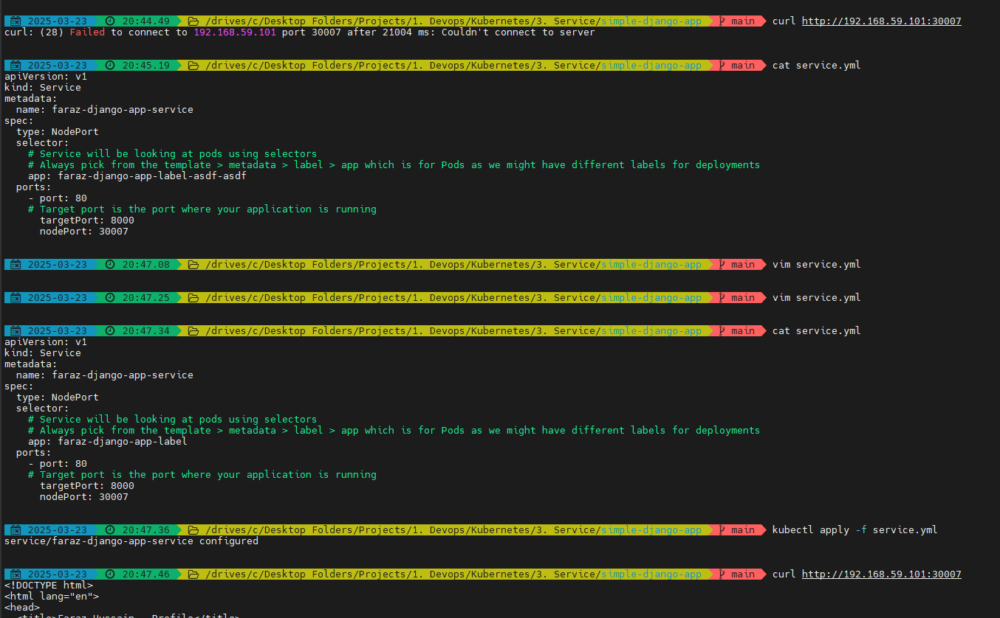 2025-03-23 20:44.49 /drives/c/Desktop Folders/Projects/1. Devops/Kubernetes/3. Service/simple-django-app main curl http://192.168.59.101:30007
curl: (28) Failed to connect to 192.168.59.101 port 30007 after 21004 ms: Couldn't connect to server
2025-03-23 20:45.19 /drives/c/Desktop Folders/Projects/1. Devops/Kubernetes/3. Service/simple-django-app main cat service.yml
apiVersion: v1
kind: Service
metadata:
  name: faraz-django-app-service
spec:
  type: NodePort
  selector:
    # Service will be looking at pods using selectors
    # Always pick from the template > metadata > label > app which is for Pods as we might have different labels for deployments
    app: faraz-django-app-label-asdf-asdf
  ports:
    - port: 80
    # Target port is the port where your application is running
      targetPort: 8000
      nodePort: 30007
2025-03-23 20:47.08 /drives/c/Desktop Folders/Projects/1. Devops/Kubernetes/3. Service/simple-django-app main vim service.yml
2025-03-23 20:47.25 /drives/c/Desktop Folders/Projects/1. Devops/Kubernetes/3. Service/simple-django-app main vim service.yml
2025-03-23 20:47.34 /drives/c/Desktop Folders/Projects/1. Devops/Kubernetes/3. Service/simple-django-app main cat service.yml
apiVersion: v1
kind: Service
metadata:
  name: faraz-django-app-service
spec:
  type: NodePort
  selector:
    # Service will be looking at pods using selectors
    # Always pick from the template > metadata > label > app which is for Pods as we might have different labels for deployments
    app: faraz-django-app-label
  ports:
    - port: 80
    # Target port is the port where your application is running
      targetPort: 8000
      nodePort: 30007
2025-03-23 20:47.36 /drives/c/Desktop Folders/Projects/1. Devops/Kubernetes/3. Service/simple-django-app main kubectl apply -f service.yml
service/faraz-django-app-service configured
2025-03-23 20:47.46 /drives/c/Desktop Folders/Projects/1. Devops/Kubernetes/3. Service/simple-django-app main curl http://192.168.59.101:30007
<!DOCTYPE html>
<html lang="en">
<head>
  <title>Faraz Hussain - Profile</title>